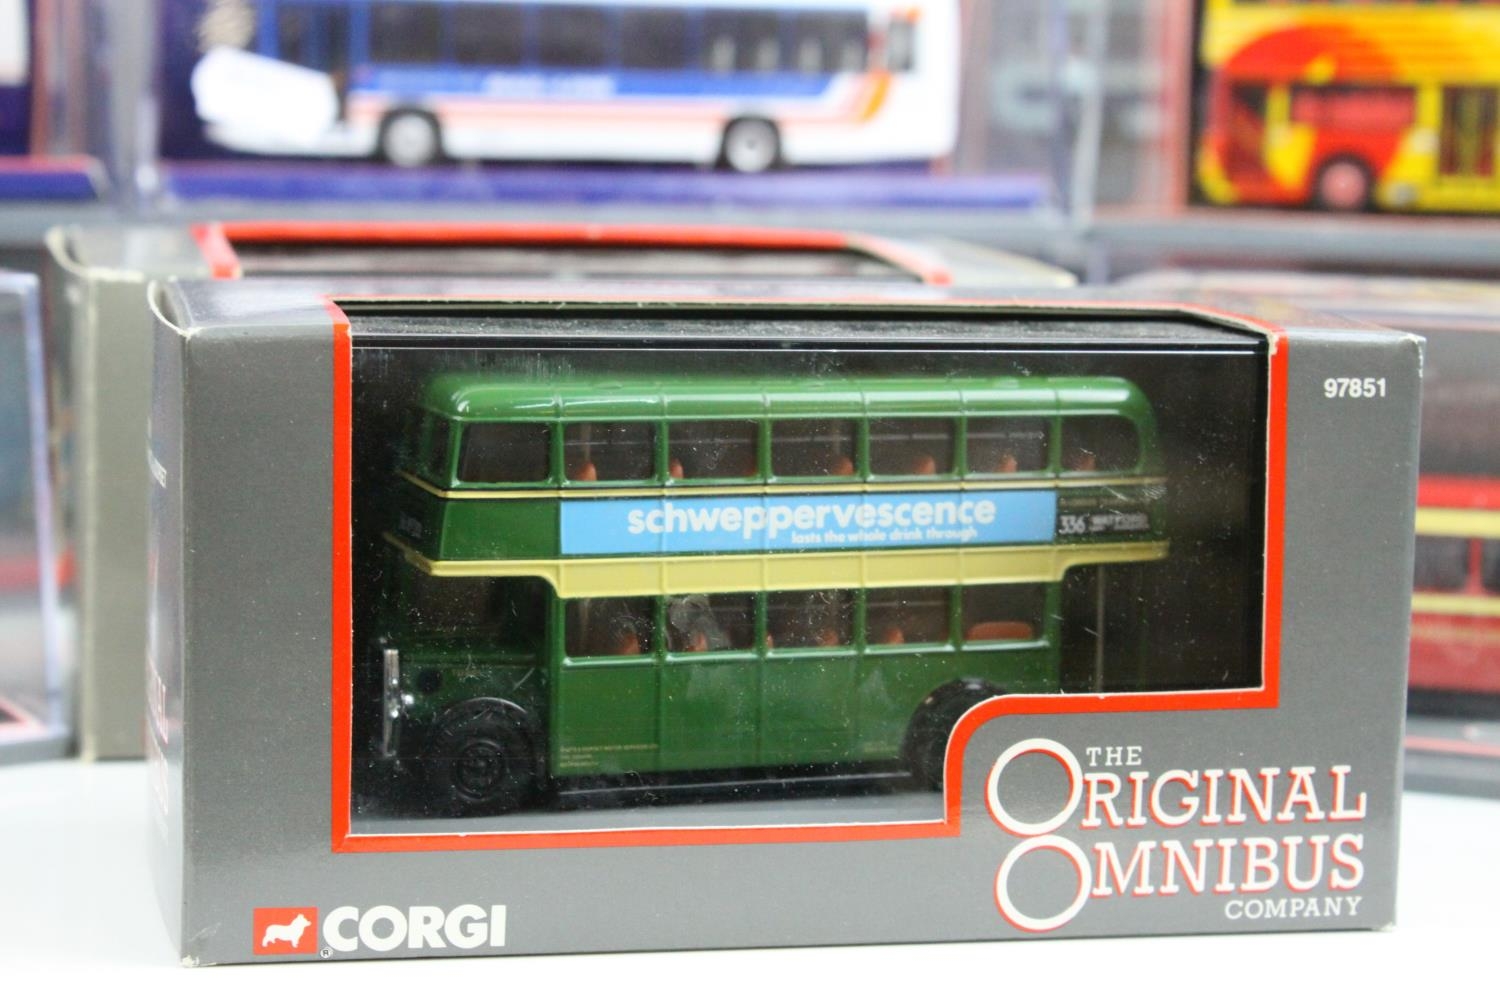 97851
schweppervescence
lasts the whole drink through
336
THE
ORIGINAL
OMNIBUS
COMPANY
CORGI
®